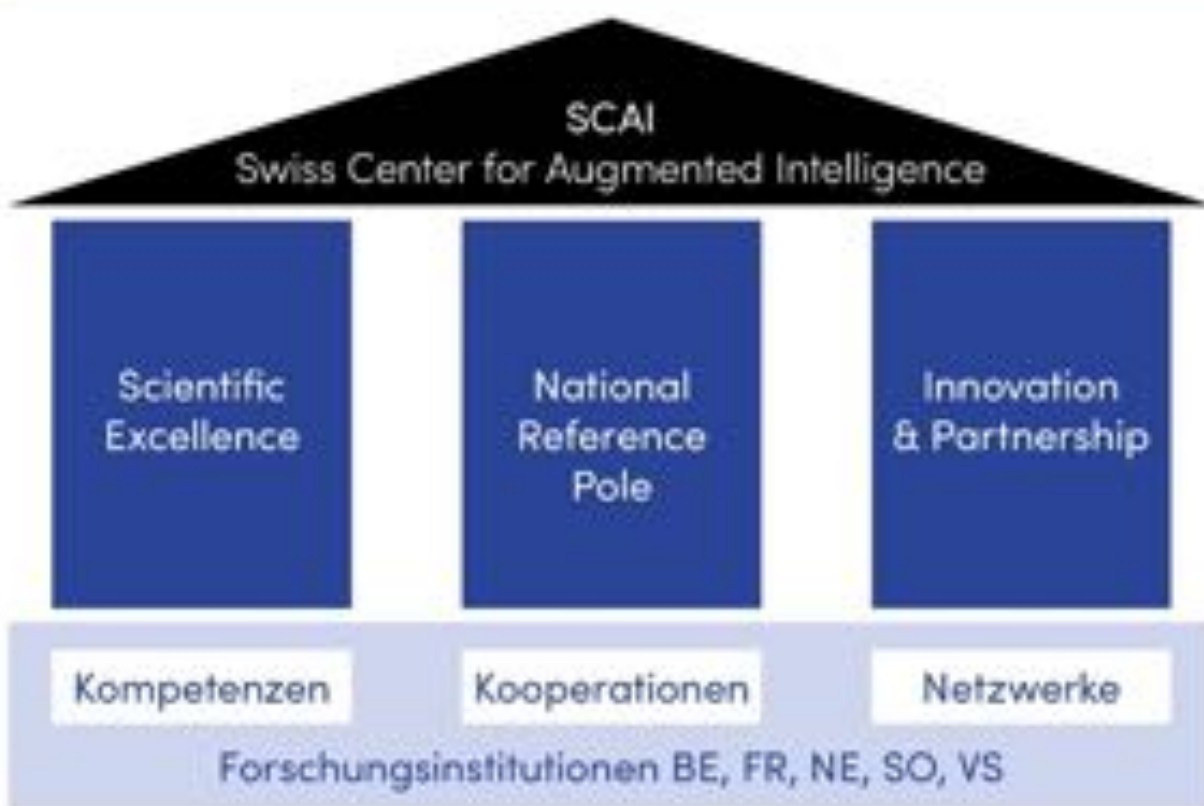 SCAI
Swiss Center for Augmented Intelligence
Scientific
Excellence
National
Reference
Pole
Innovation
& Partnership
Kompetenzen
Kooperationen
Netzwerke
Forschungsinstitutionen BE, FR, NE, SO, VS